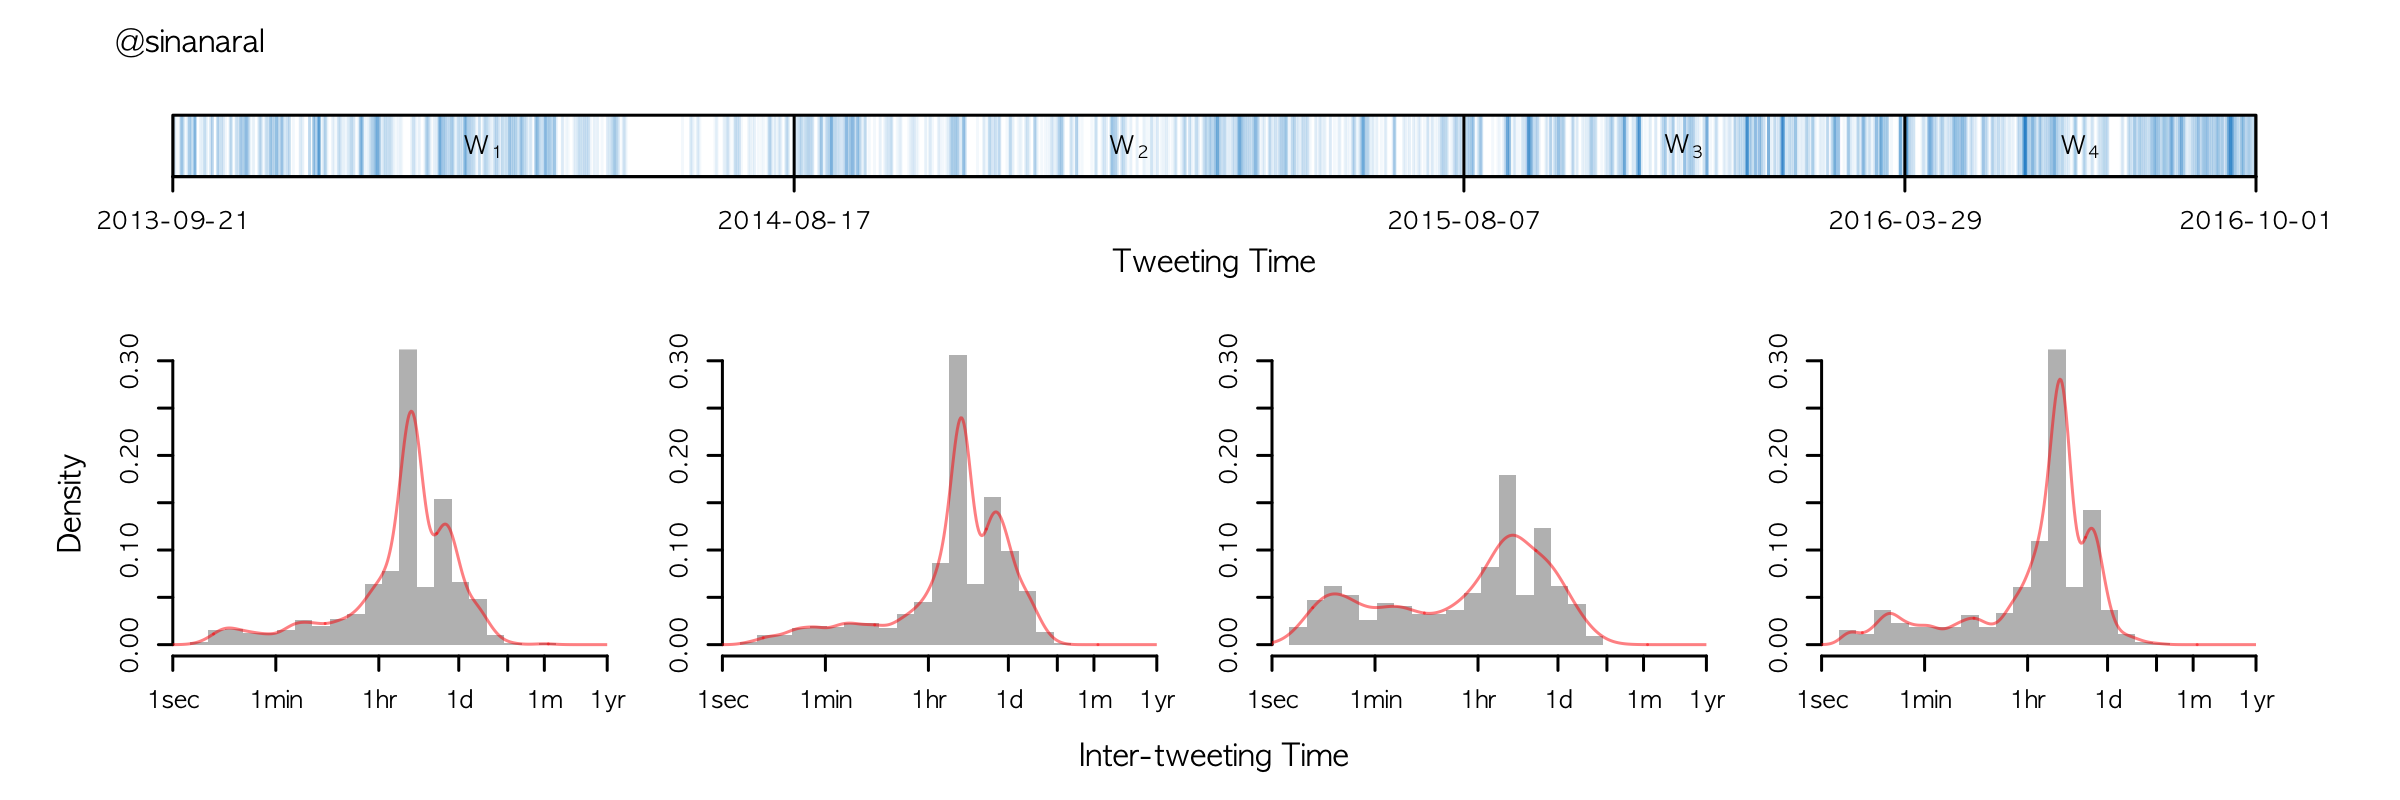 @sinanaral
W1 W2 W3 W4
2013-09-21 2014-08-17 2015-08-07 2016-03-29 2016-10-01
Tweeting Time
Density
0.00 0.10 0.20 0.30
0.00 0.10 0.20 0.30
0.00 0.10 0.20 0.30
0.00 0.10 0.20 0.30
1sec 1min 1hr 1d 1m 1yr
1sec 1min 1hr 1d 1m 1yr
1sec 1min 1hr 1d 1m 1yr
1sec 1min 1hr 1d 1m 1yr
Inter-tweeting Time